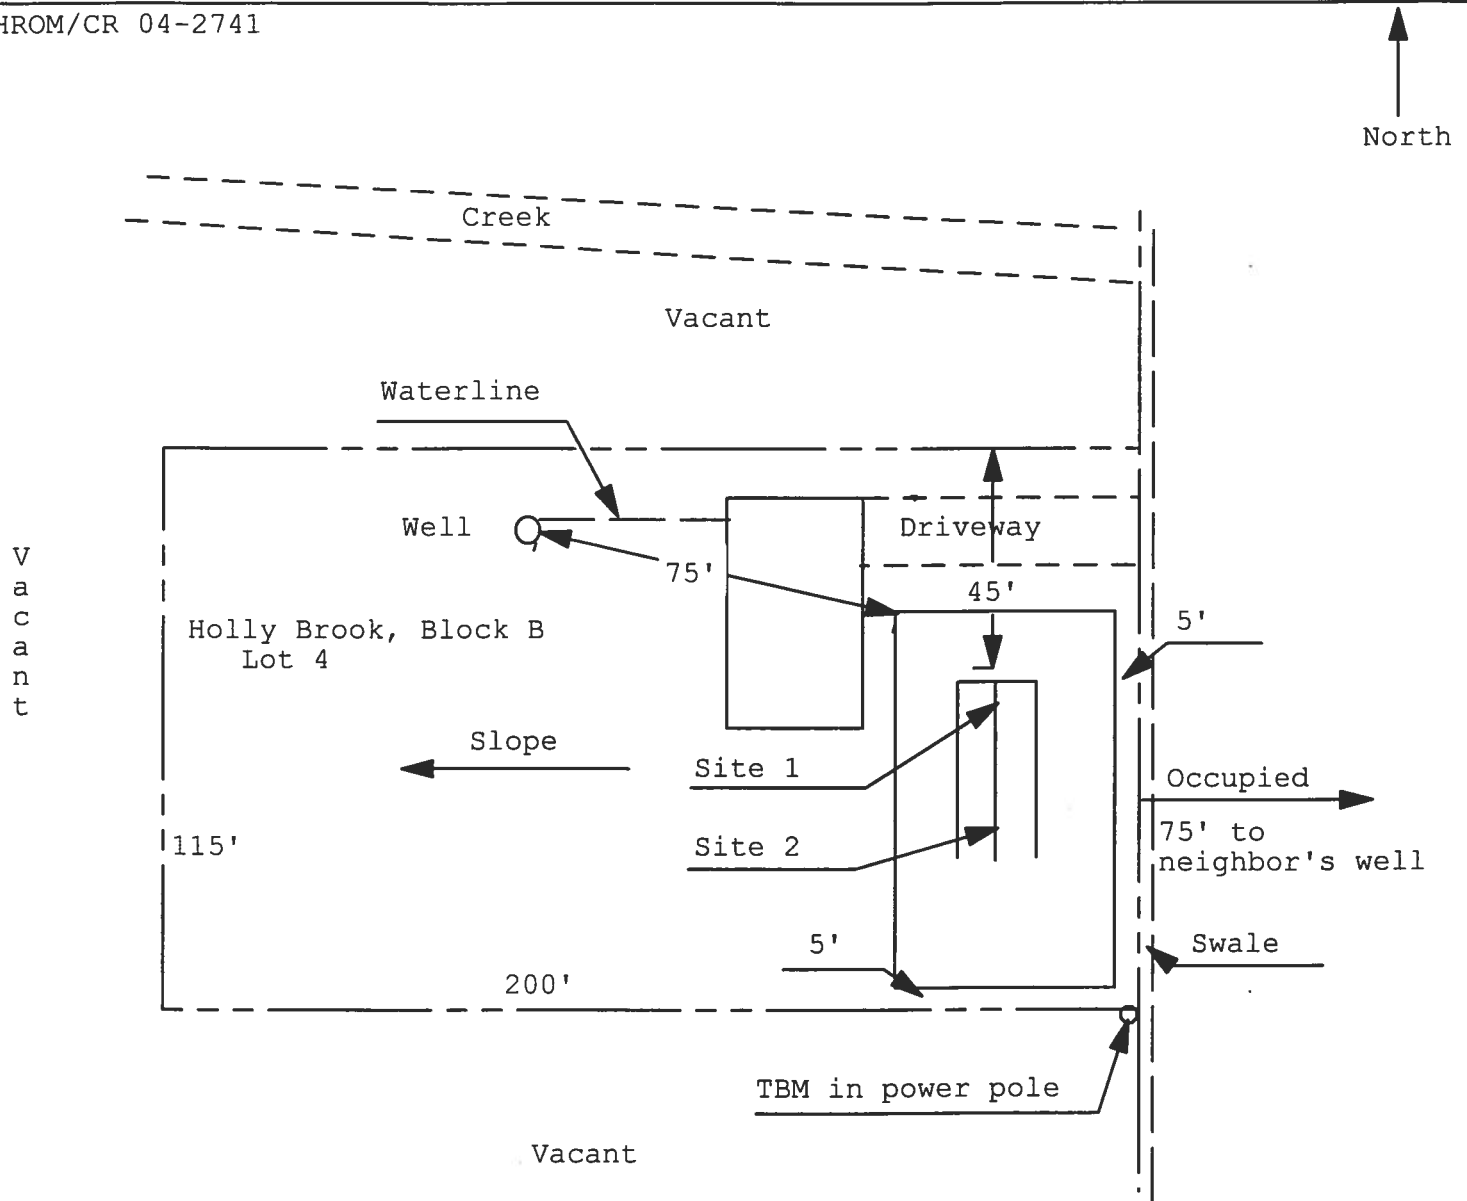 HROM/CR 04-2741
North
Creek
Vacant
Waterline
Well
Driveway
75'
45'
5'
Vacant
Holly Brook, Block B
Lot 4
Slope
Site 1
Occupied
115'
Site 2
75' to
neighbor's well
5'
Swale
200'
TBM in power pole
Vacant